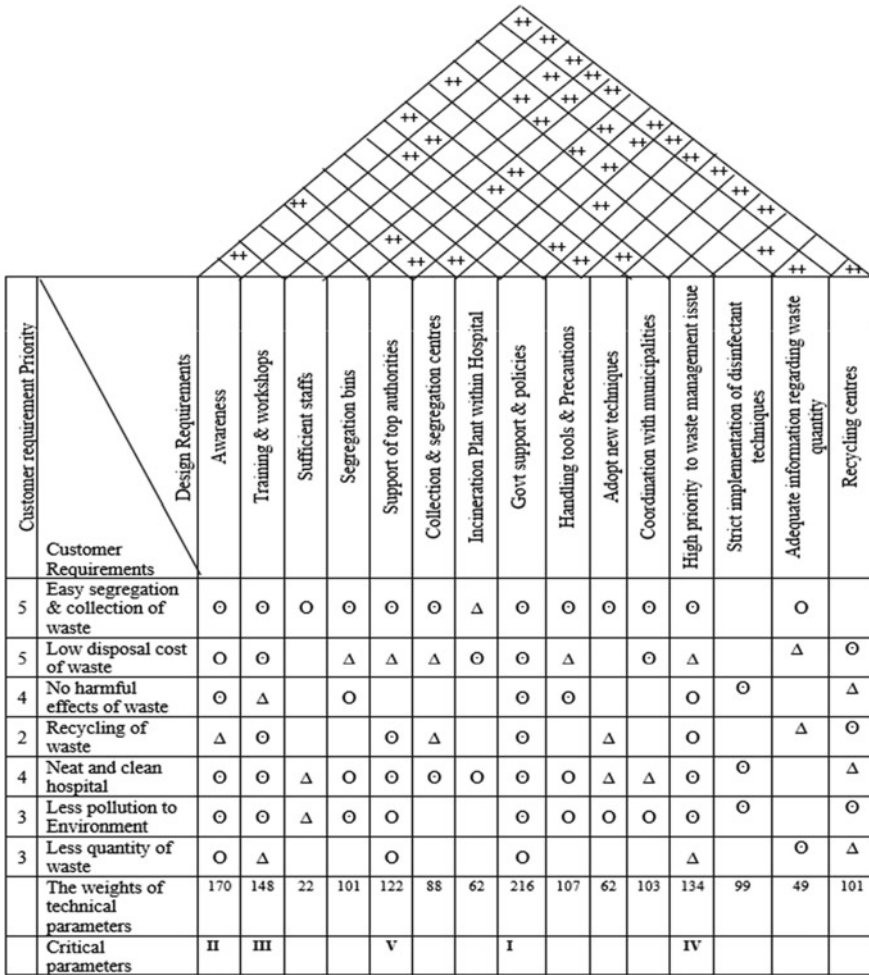 ++
++
++
++ ++ ++
++
++ ++
++ ++
++ ++
++ ++ ++
++ ++ ++
++ ++ ++
++ ++
++ ++ ++
++
++ ++ ++
++ ++ ++ ++
++ ++
Customer requirement Priority
Design Requirements
Customer
Requirements
Awareness
Training & workshops
Sufficient staffs
Segregation bins
Support of top authorities
Collection & segregation centres
Incineration Plant within Hospital
Govt support & policies
Handling tools & Precautions
Adopt new techniques
Coordination with municipalities
High priority to waste management issue
Strict implementation of disinfectant
techniques
Adequate information regarding waste
quantity
Recycling centres
5
Easy segregation
& collection of
waste
ʘ ʘ O ʘ ʘ ʘ Δ ʘ ʘ ʘ ʘ ʘ O
5
Low disposal cost
of waste
O ʘ Δ Δ Δ ʘ ʘ Δ ʘ Δ Δ ʘ
4
No harmful
effects of waste
ʘ Δ O ʘ ʘ O ʘ Δ
2
Recycling of
waste
Δ ʘ ʘ Δ ʘ Δ O Δ ʘ
4
Neat and clean
hospital
ʘ ʘ Δ O ʘ ʘ O ʘ O Δ Δ ʘ ʘ Δ
3
Less pollution to
Environment
ʘ ʘ Δ ʘ O ʘ O O O ʘ ʘ ʘ
3
Less quantity of
waste
O Δ O O Δ ʘ Δ
The weights of
technical
parameters
170 148 22 101 122 88 62 216 107 62 103 134 99 49 101
Critical
parameters
II III V I IV